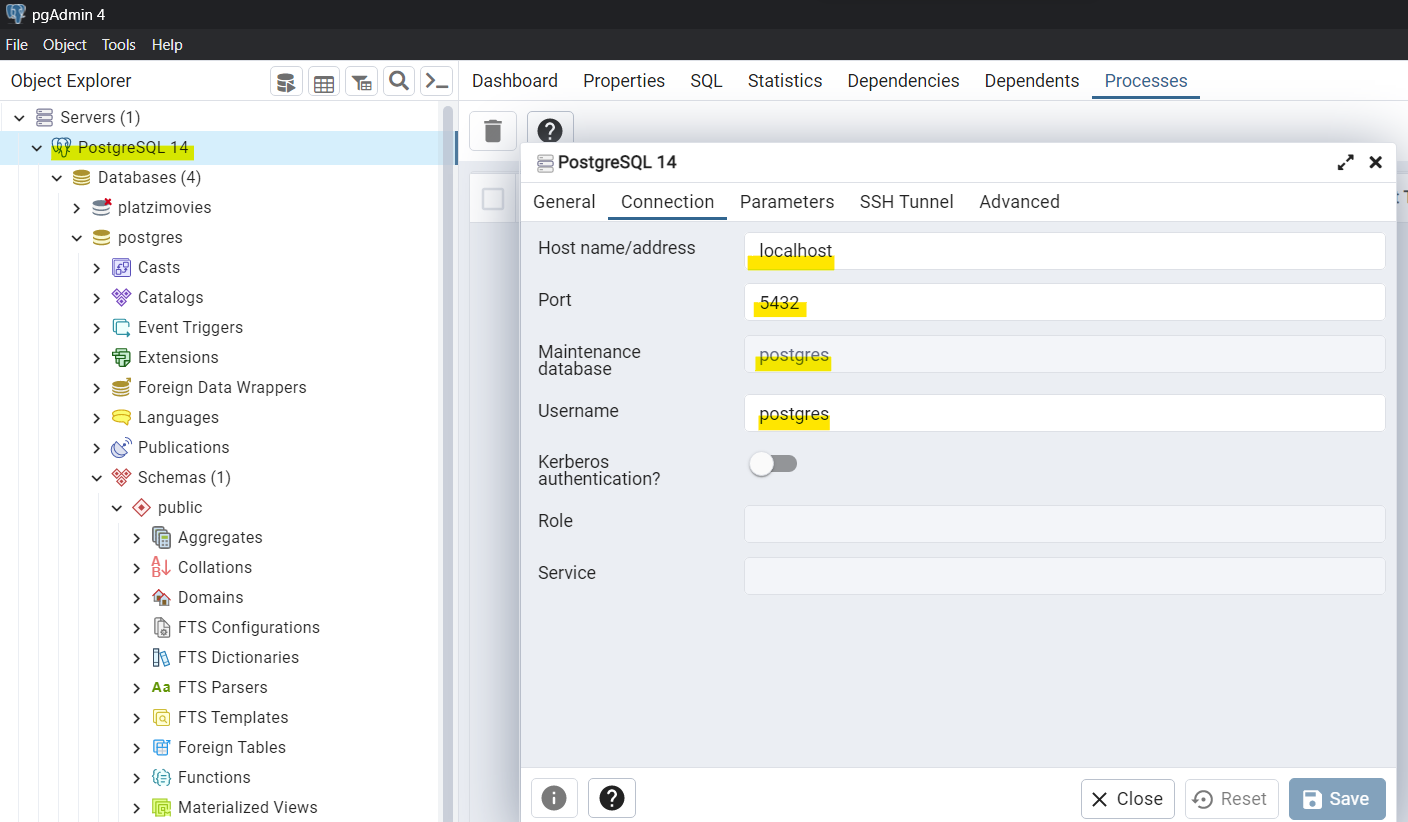 pgAdmin 4
File Object Tools Help
Object Explorer
Dashboard Properties SQL Statistics Dependencies Dependents Processes
Servers (1)
PostgreSQL 14
Databases (4)
platzimovies
postgres
Casts
Catalogs
Event Triggers
Extensions
Foreign Data Wrappers
Languages
Publications
Schemas (1)
public
Aggregates
Collations
Domains
FTS Configurations
FTS Dictionaries
Aa FTS Parsers
FTS Templates
Foreign Tables
Functions
Materialized Views
PostgreSQL 14
General Connection Parameters SSH Tunnel Advanced
Host name/address localhost
Port 5432
Maintenance
database
postgres
Username postgres
Kerberos
authentication?
Role
Service
Close Reset Save